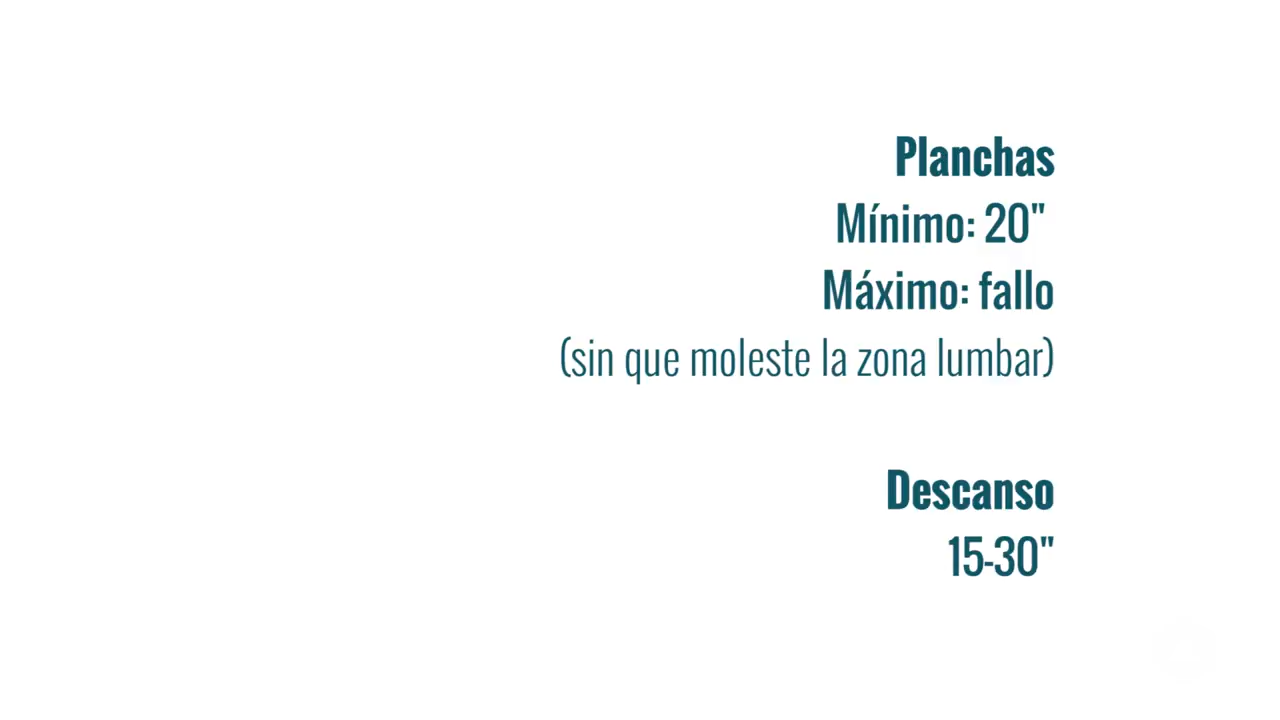 Planchas
Mínimo: 20"
Máximo: fallo
(sin que moleste la zona lumbar)
Descanso
15-30"